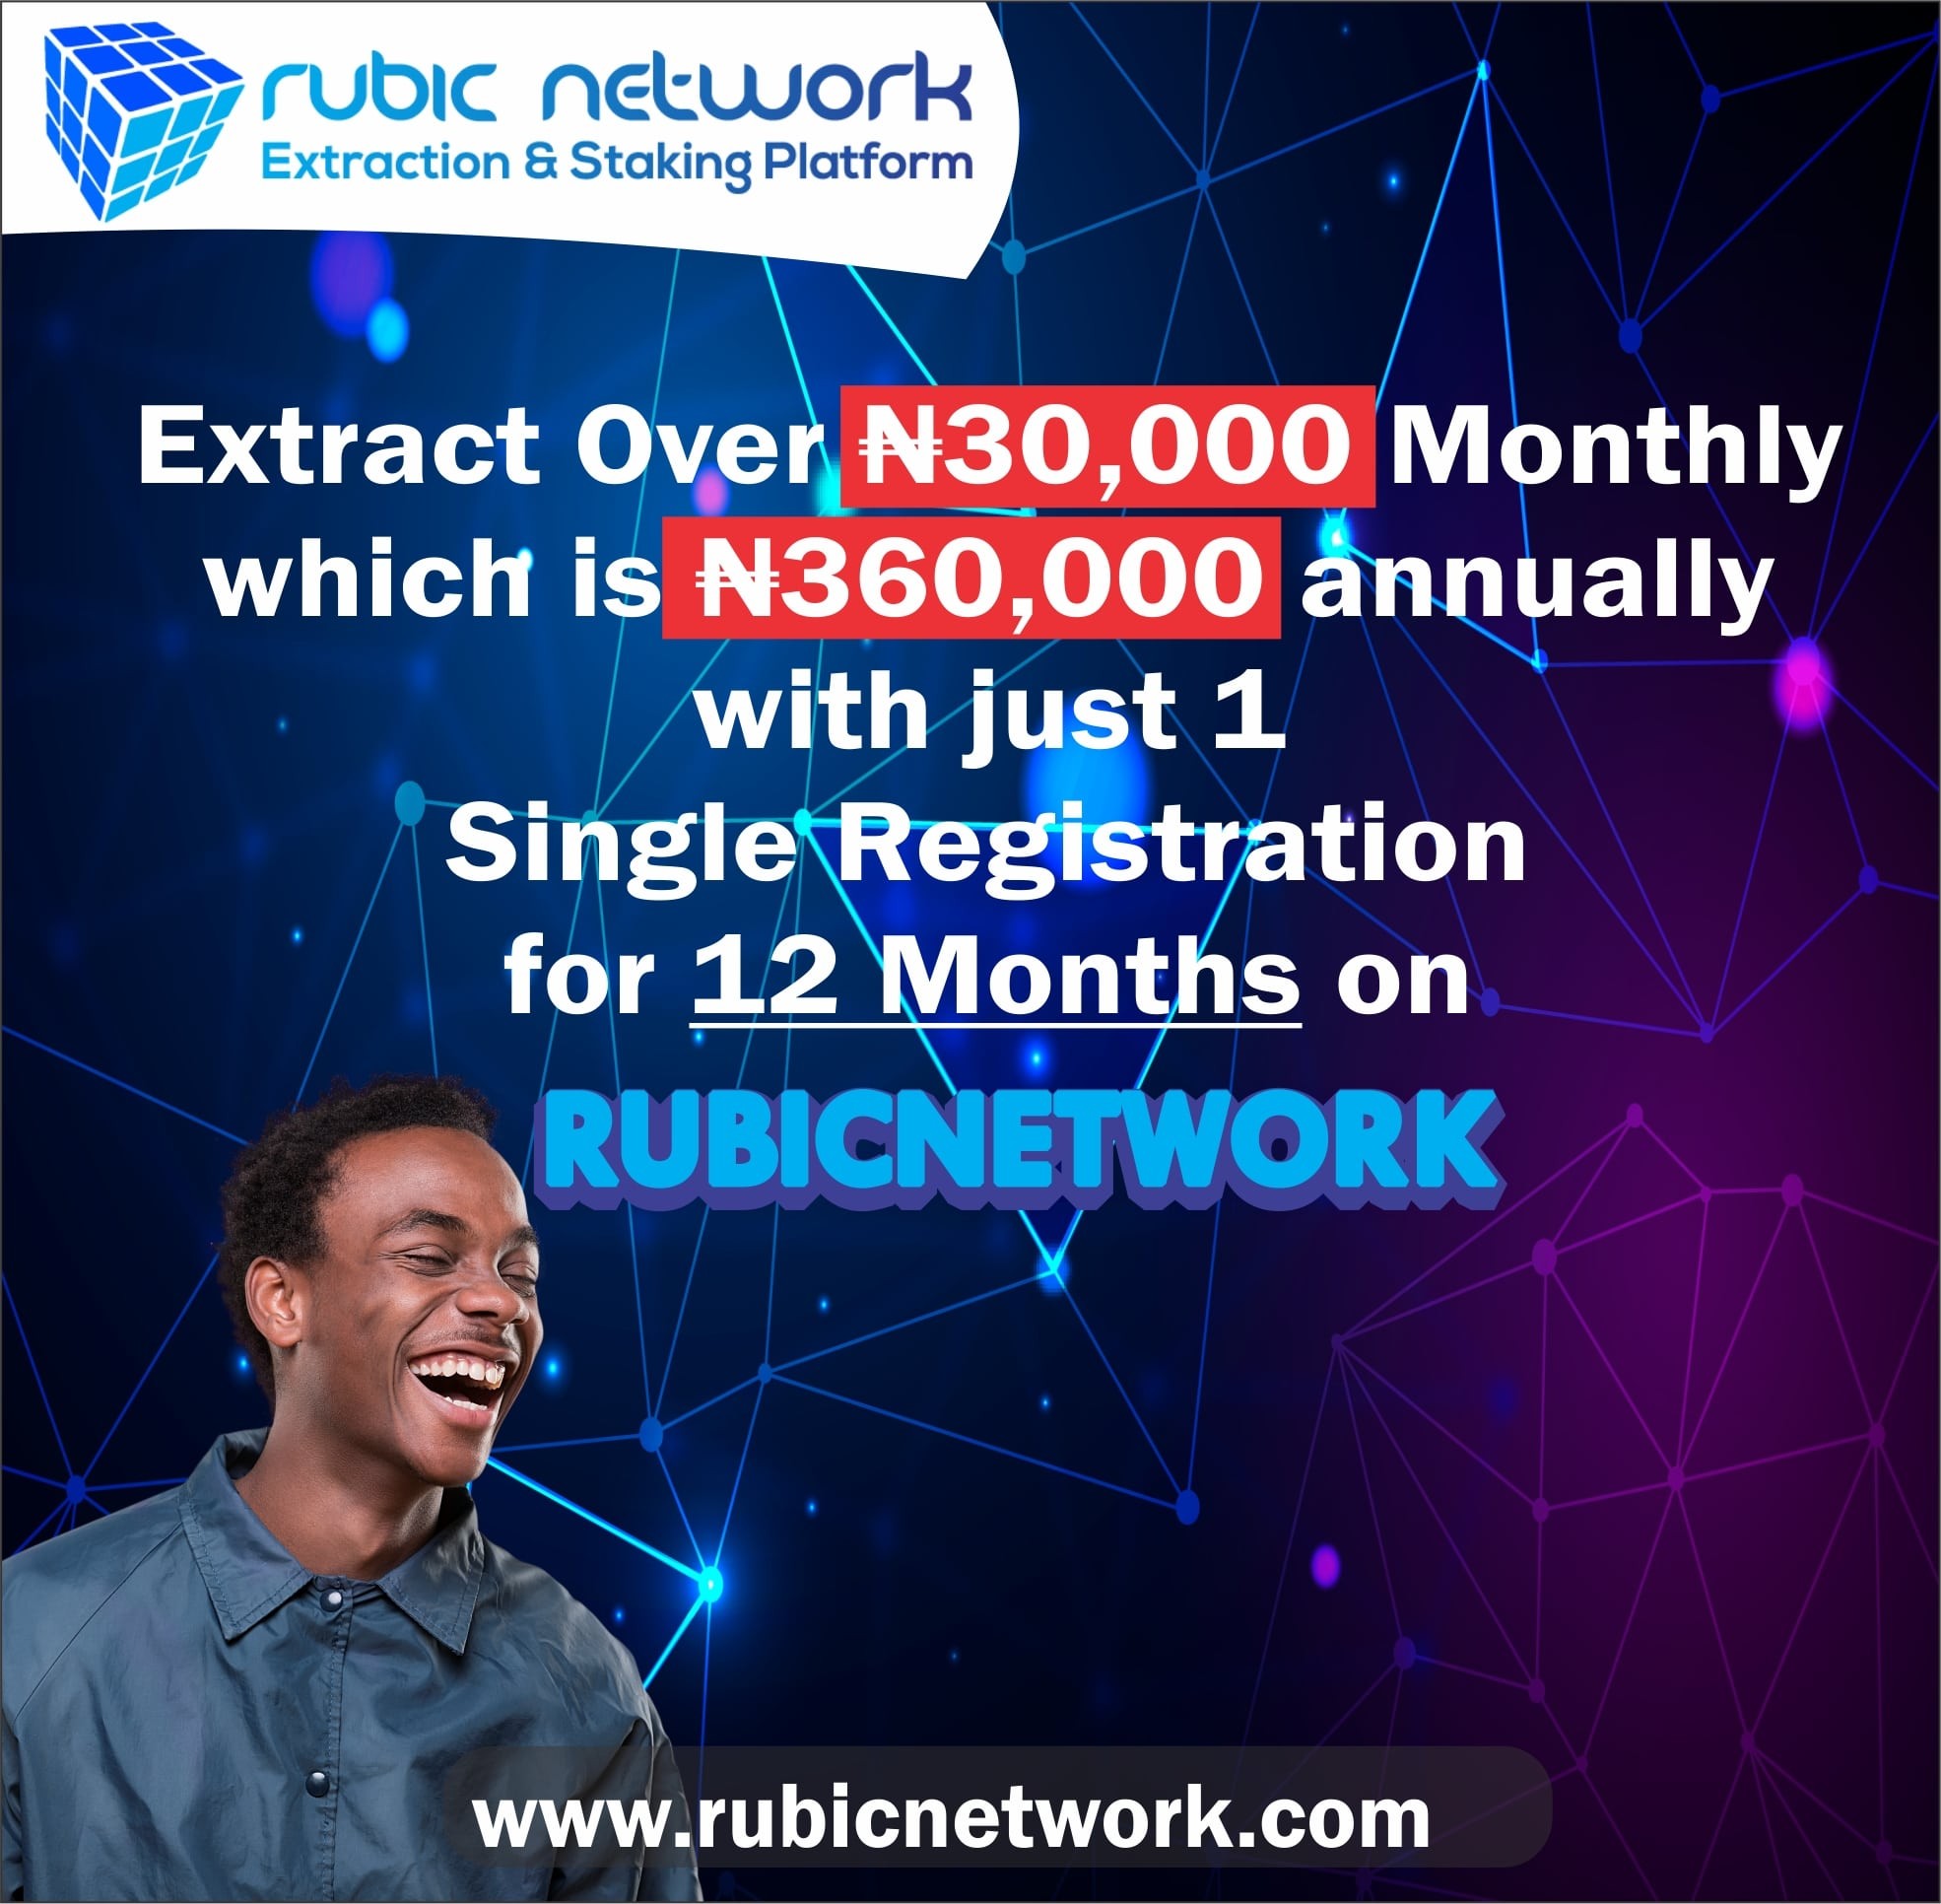 rubic network
Extraction & Staking Platform
Extract Over ₦30,000 Monthly
which is ₦360,000 annually
with just 1
Single Registration
for 12 Months on
RUBICNETWORK
www.rubicnetwork.com